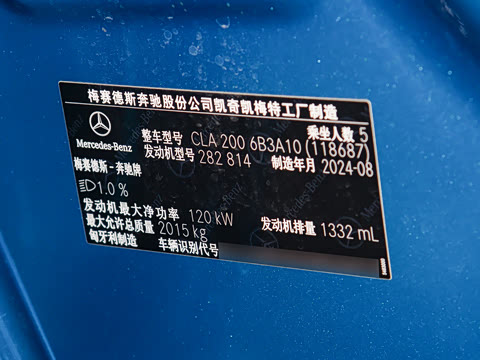 梅赛德斯奔驰股份公司凯奇凯梅特工厂制造
Mercedes-Benz
整车型号 CLA 200 6B3A10 (118687)
乘坐人数 5
发动机型号 282 814
制造年月 2024-08
梅赛德斯-奔驰牌
1.0 %
发动机最大净功率 120 kW
发动机排量 1332 mL
最大允许总质量 2015 kg
匈牙利制造
车辆识别代号